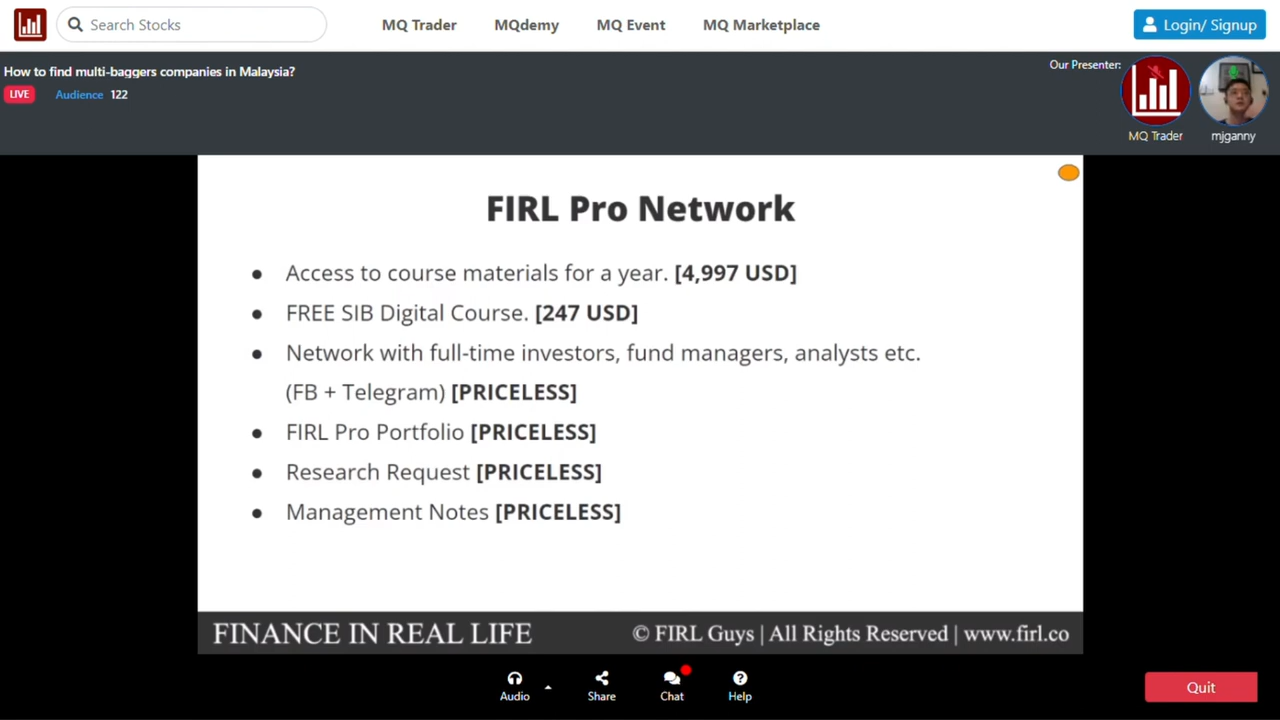 Search Stocks
MQ Trader
MQdemy
MQ Event
MQ Marketplace
Login/ Signup
How to find multi-baggers companies in Malaysia?
Our Presenter:
LIVE
Audience 122
MQ Trader
mjganny
FIRL Pro Network
● Access to course materials for a year. [4,997 USD]
● FREE SIB Digital Course. [247 USD]
● Network with full-time investors, fund managers, analysts etc.
(FB + Telegram) [PRICELESS]
● FIRL Pro Portfolio [PRICELESS]
● Research Request [PRICELESS]
● Management Notes [PRICELESS]
FINANCE IN REAL LIFE
© FIRL Guys | All Rights Reserved | www.firl.co
Audio
Share
Chat
Help
Quit